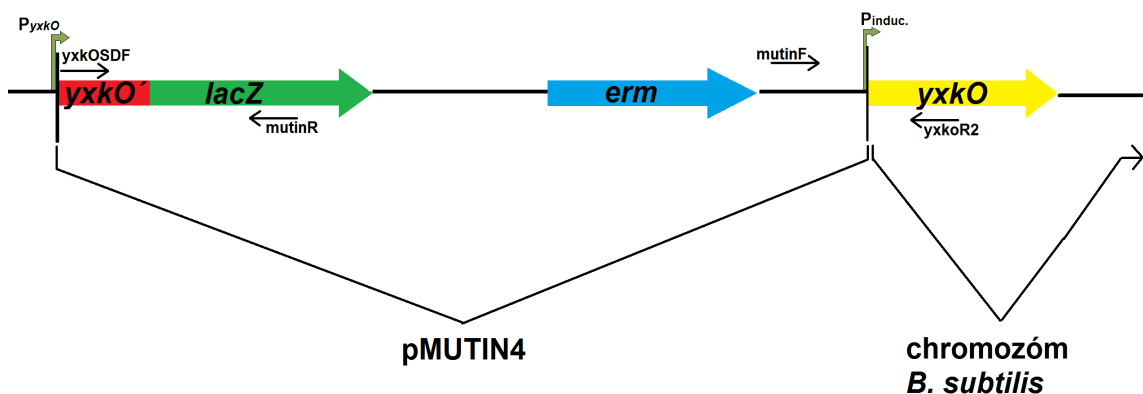 PyxkO
Pinduc.
yxkOSDF
mutinF
yxkO´
lacZ
erm
yxkO
mutinR
yxkoR2
pMUTIN4
chromozóm
B. subtilis